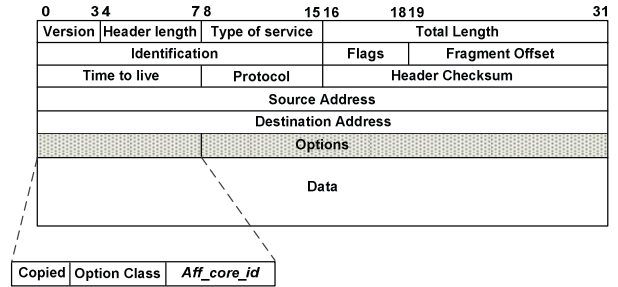 0 3 4 7 8 15 16 18 19 31
Version Header length Type of service Total Length
Identification Flags Fragment Offset
Time to live Protocol Header Checksum
Source Address
Destination Address
Options
Data
Copied Option Class Aff_core_id